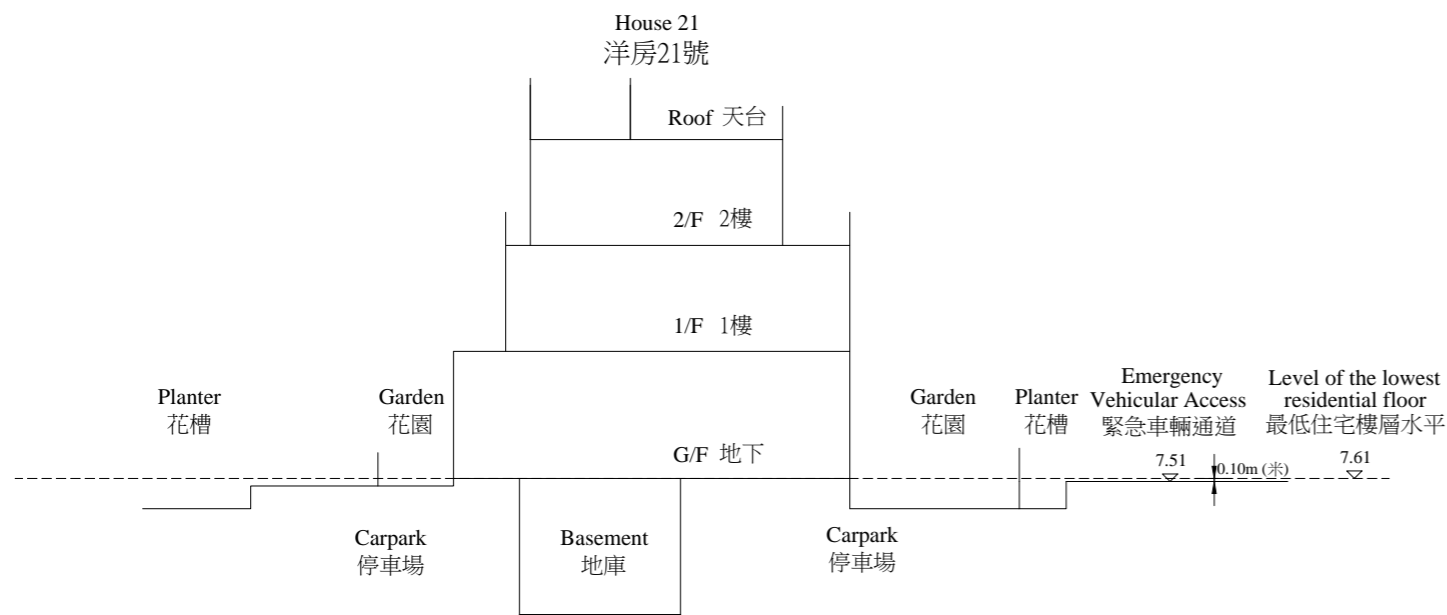 House 21
洋房21號
Roof 天台
2/F 2樓
1/F 1樓
Planter
花槽
Garden
花園
G/F 地下
Garden
花園
Planter
花槽
Emergency
Vehicular Access
緊急車輛通道
Level of the lowest
residential floor
最低住宅樓層水平
7.51
0.10m (米)
7.61
Carpark
停車場
Basement
地庫
Carpark
停車場